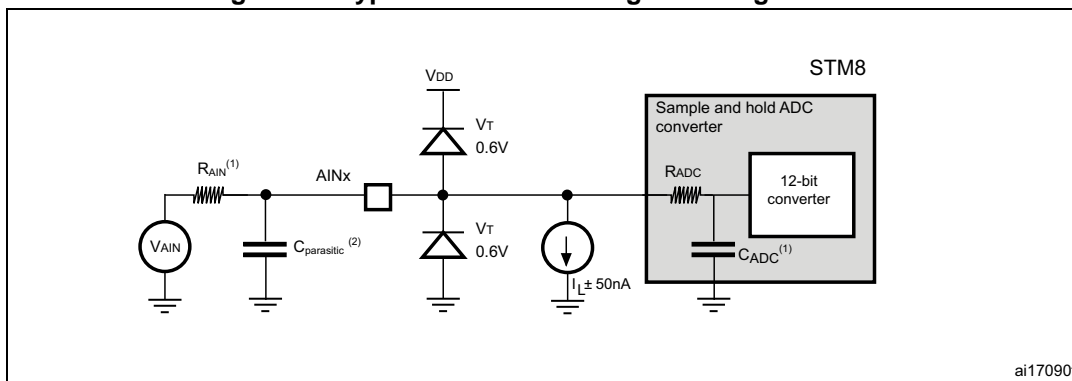 STM8
VDD
Sample and hold ADC
converter
VT
0.6V
RAIN(1)
AINx
RADC
12-bit
converter
VAIN
Cparasitic (2)
VT
0.6V
IL± 50nA
CADC(1)